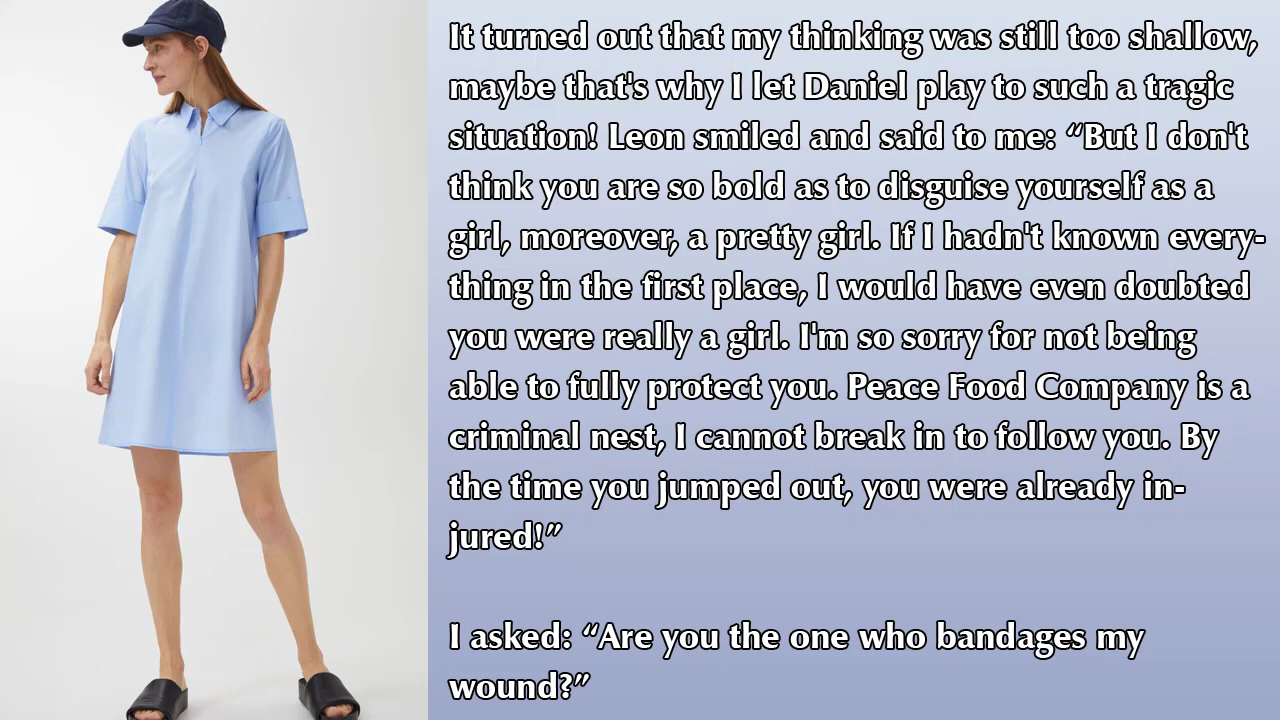 It turned out that my thinking was still too shallow,
maybe that's why I let Daniel play to such a tragic
situation! Leon smiled and said to me: “But I don't
think you are so bold as to disguise yourself as a
girl, moreover, a pretty girl. If I hadn't known every-
thing in the first place, I would have even doubted
you were really a girl. I'm so sorry for not being
able to fully protect you. Peace Food Company is a
criminal nest, I cannot break in to follow you. By
the time you jumped out, you were already in-
jured!”
I asked: “Are you the one who bandages my
wound?”